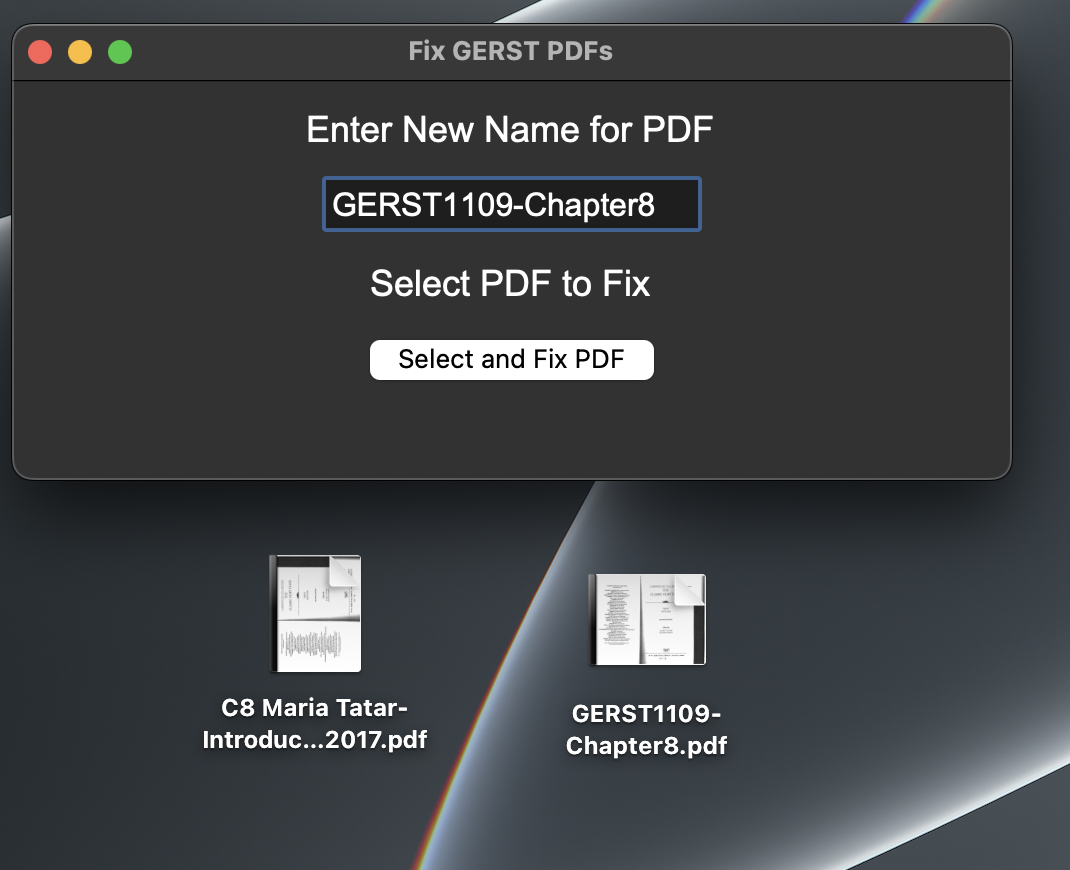 Fix GERST PDFs
Enter New Name for PDF
GERST1109-Chapter8
Select PDF to Fix
Select and Fix PDF
C8 Maria Tatar-
Introduc...2017.pdf
GERST1109-
Chapter8.pdf